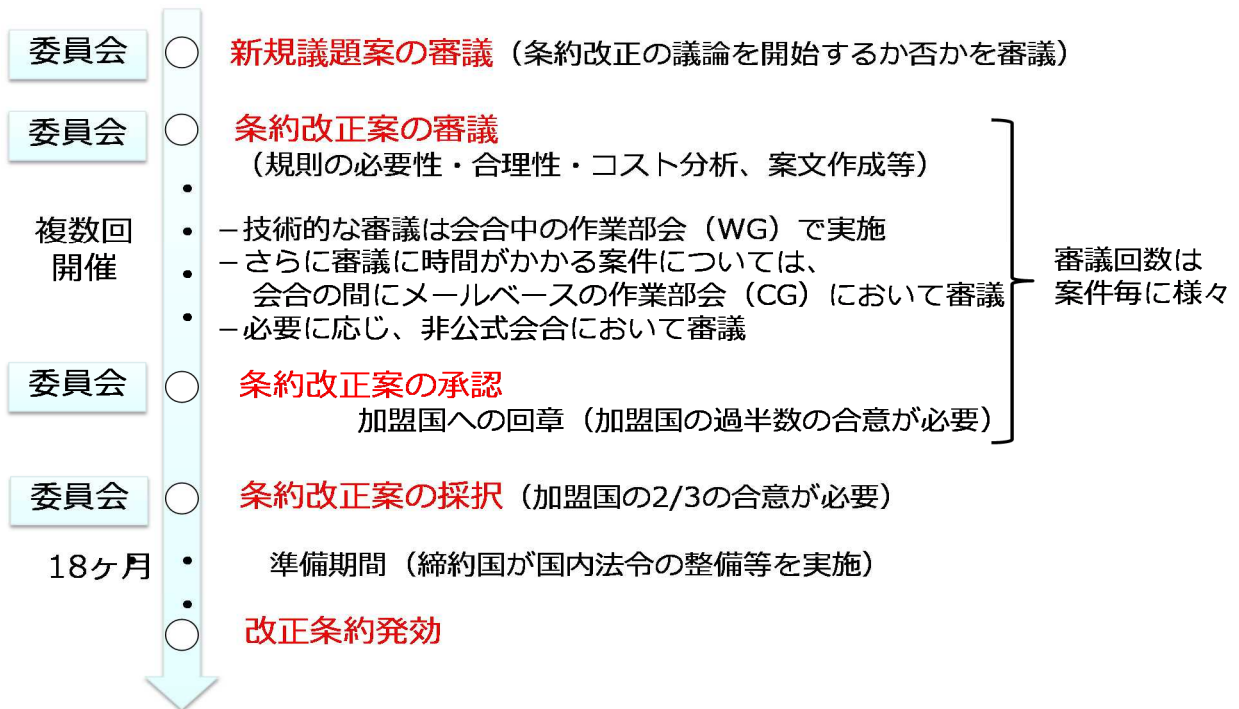 委員会
新規議題案の審議（条約改正の議論を開始するか否かを審議）
委員会
条約改正案の審議
（規則の必要性・合理性・コスト分析、案文作成等）
複数回
開催
－技術的な審議は会合中の作業部会（WG）で実施
－さらに審議に時間がかかる案件については、
会合の間にメールベースの作業部会（CG）において審議
－必要に応じ、非公式会合において審議
審議回数は
案件毎に様々
委員会
条約改正案の承認
加盟国への回章（加盟国の過半数の合意が必要）
委員会
条約改正案の採択（加盟国の2/3の合意が必要）
18ヶ月
準備期間（締約国が国内法令の整備等を実施）
改正条約発効